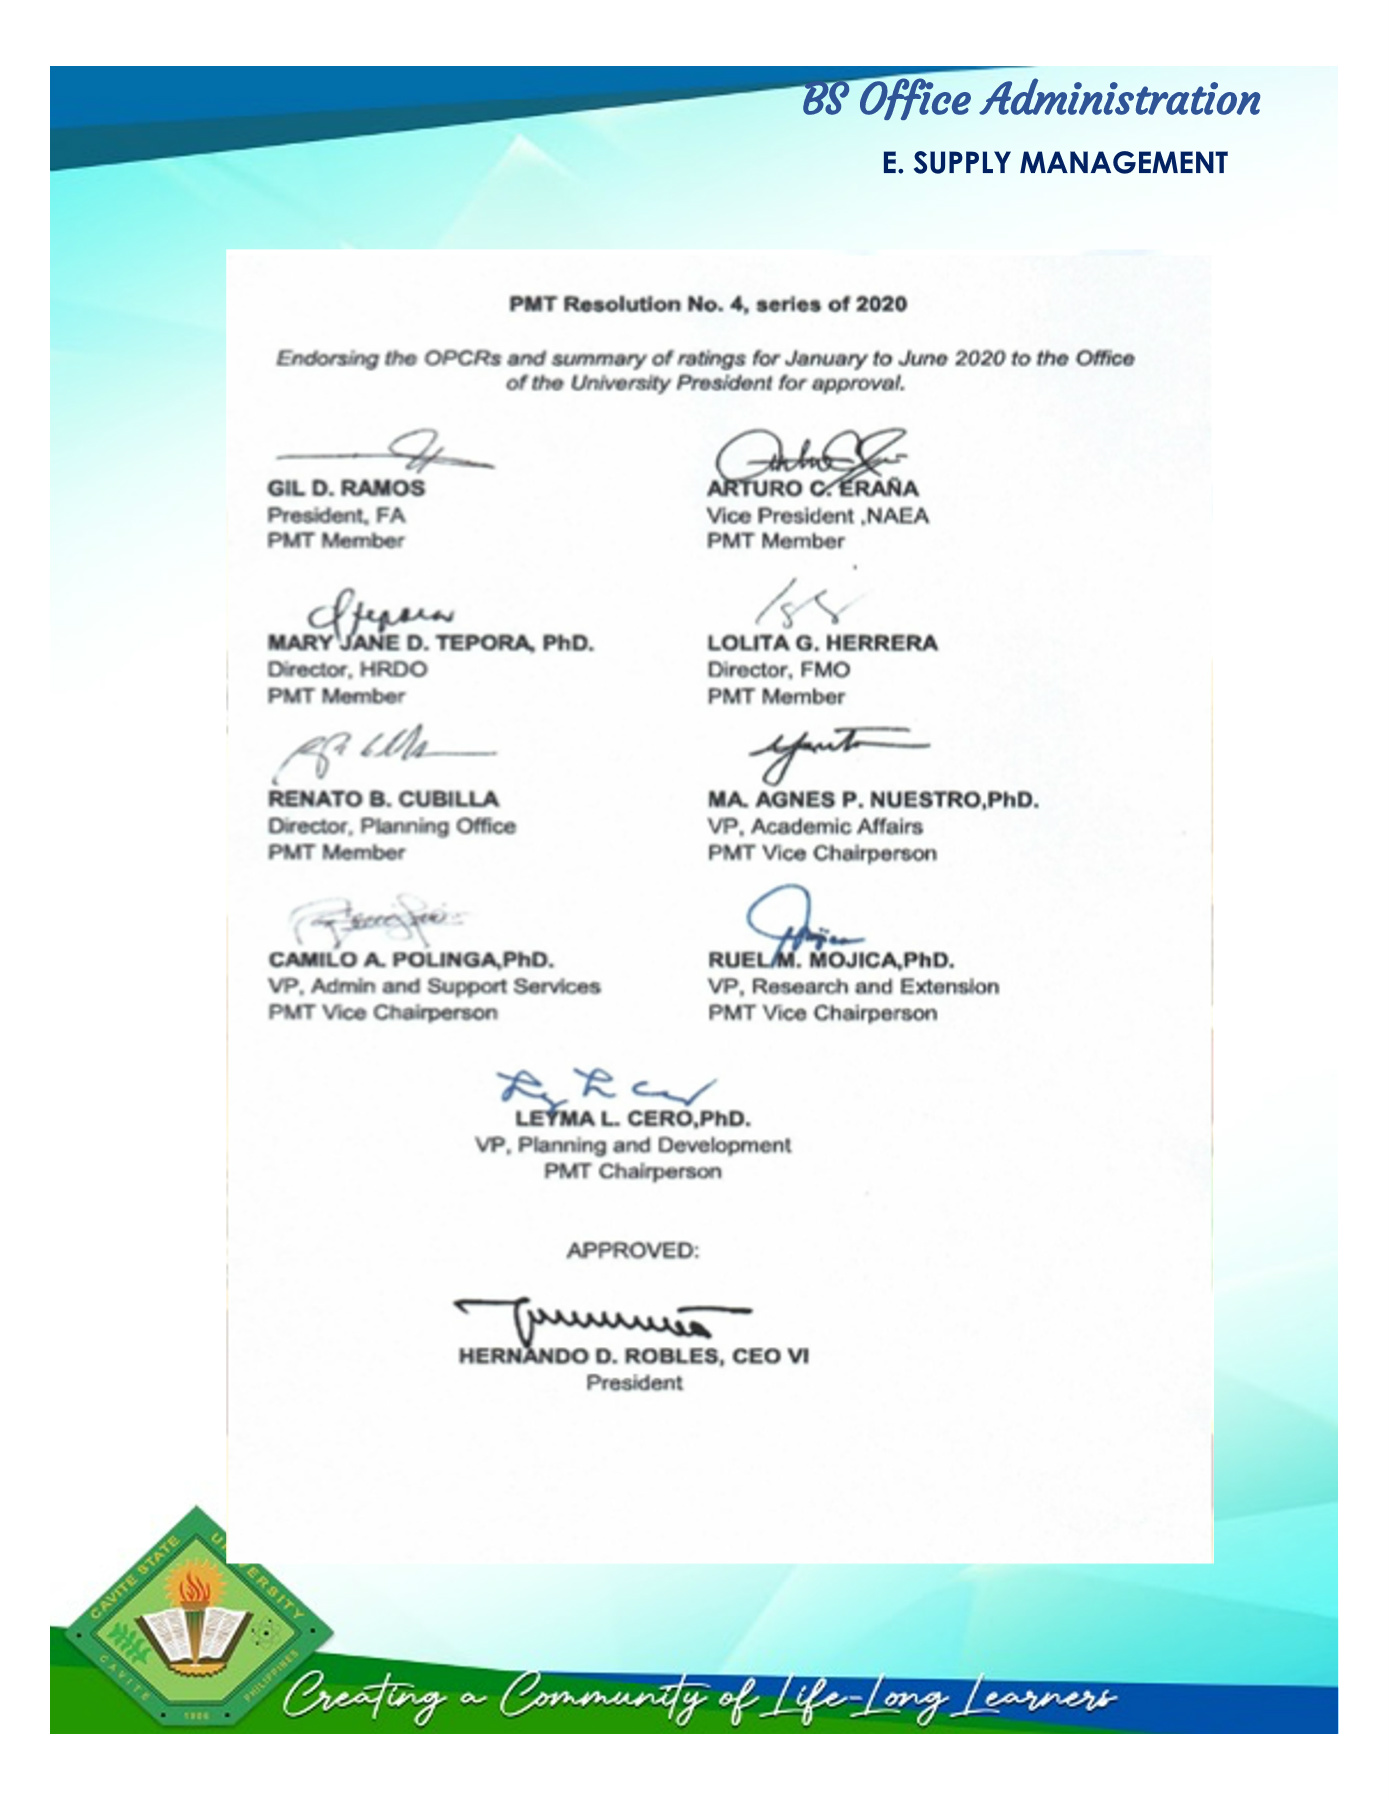 BS Office Administration
E. SUPPLY MANAGEMENT
PMT Resolution No. 4, series of 2020
Endorsing the OPCRs and summary of ratings for January to June 2020 to the Office
of the University President for approval.
GIL D. RAMOS
President, FA
PMT Member
ARTURO C. ERAÑA
Vice President ,NAEA
PMT Member
MARY JANE D. TEPORA, PhD.
Director, HRDO
PMT Member
LOLITA G. HERRERA
Director, FMO
PMT Member
RENATO B. CUBILLA
Director, Planning Office
PMT Member
MA. AGNES P. NUESTRO,PhD.
VP, Academic Affairs
PMT Vice Chairperson
CAMILO A. POLINGA,PhD.
VP, Admin and Support Services
PMT Vice Chairperson
RUEL M. MOJICA,PhD.
VP, Research and Extension
PMT Vice Chairperson
LEYMA L. CERO,PhD.
VP, Planning and Development
PMT Chairperson
APPROVED:
HERNANDO D. ROBLES, CEO VI
President
CAVITE STATE UNIVERSITY
CAVITE
PHILIPPINES
1906
Creating a Community of Life-Long Learners